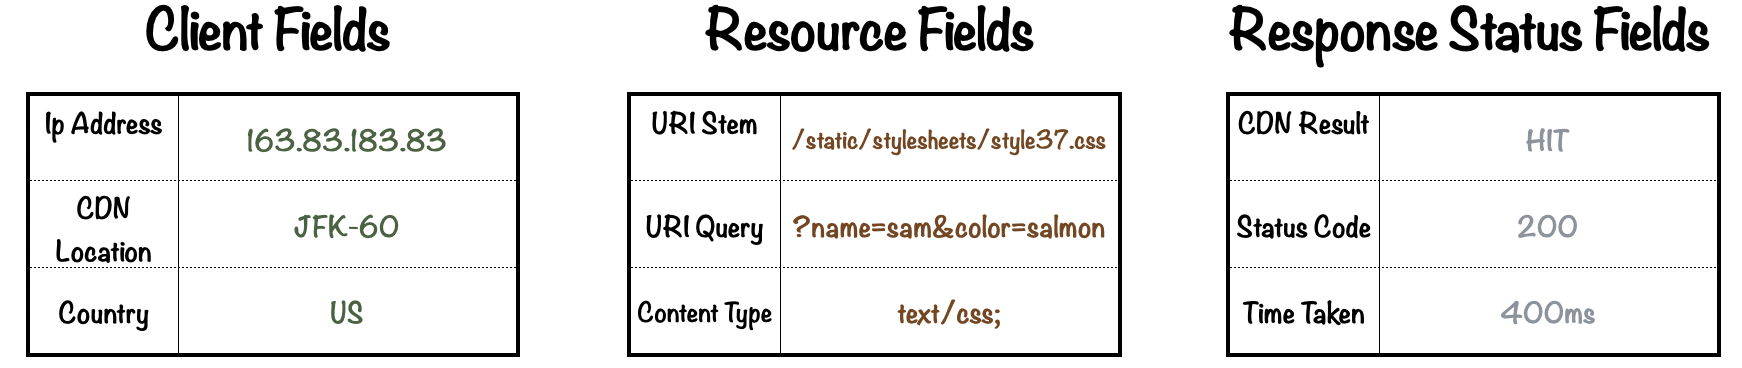 Client Fields
Ip Address
163.83.183.83
CDN
Location
JFK-60
Country
US
Resource Fields
URI Stem
/static/stylesheets/style37.css
URI Query
?name=sam&color=salmon
Content Type
text/css;
Response Status Fields
CDN Result
HIT
Status Code
200
Time Taken
400ms